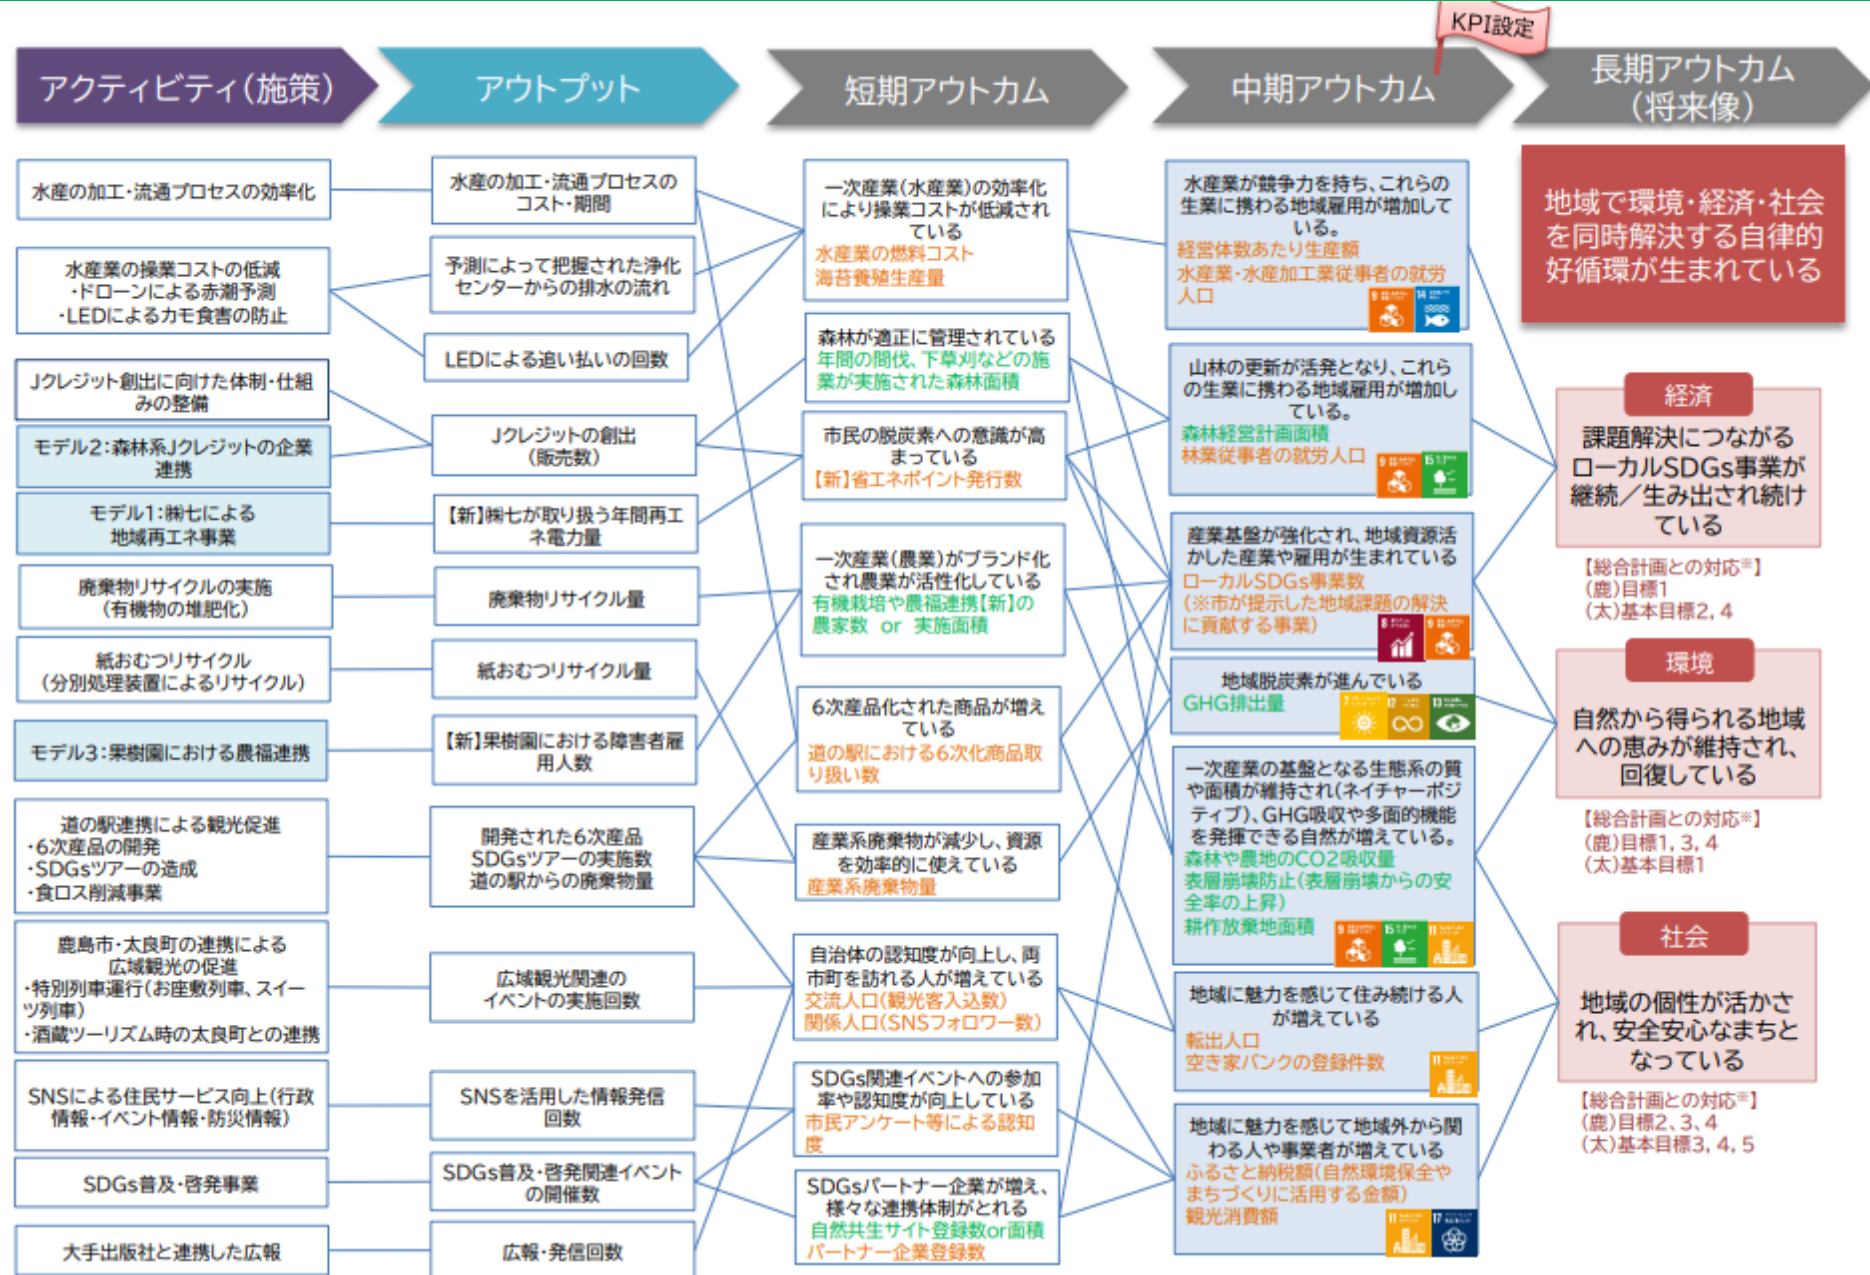 KPI設定
アクティビティ(施策)
アウトプット
短期アウトカム
中期アウトカム
長期アウトカム
(将来像)
水産の加工・流通プロセスの効率化
水産業の操業コストの低減
・ドローンによる赤潮予測
・LEDによるカモ食害の防止
Jクレジット創出に向けた体制・仕組
みの整備
モデル2:森林系Jクレジットの企業
連携
モデル1:㈱七による
地域再エネ事業
廃棄物リサイクルの実施
(有機物の堆肥化)
紙おむつリサイクル
(分別処理装置によるリサイクル)
モデル3:果樹園における農福連携
道の駅連携による観光促進
・6次産品の開発
・SDGsツアーの造成
・食ロス削減事業
鹿島市・太良町の連携による
広域観光の促進
・特別列車運行(お座敷列車、スイー
ツ列車)
・酒蔵ツーリズム時の太良町との連携
SNSによる住民サービス向上(行政
情報・イベント情報・防災情報)
SDGs普及・啓発事業
大手出版社と連携した広報
水産の加工・流通プロセスの
コスト・期間
予測によって把握された浄化
センターからの排水の流れ
LEDによる追い払いの回数
Jクレジットの創出
(販売数)
【新】㈱七が取り扱う年間再エ
ネ電力量
廃棄物リサイクル量
紙おむつリサイクル量
【新】果樹園における障害者雇
用人数
開発された6次産品
SDGsツアーの実施数
道の駅からの廃棄物量
広域観光関連の
イベントの実施回数
SNSを活用した情報発信
回数
SDGs普及・啓発関連イベント
の開催数
広報・発信回数
一次産業(水産業)の効率化
により操業コストが低減され
ている
水産業の燃料コスト
海苔養殖生産量
森林が適正に管理されている
年間の間伐、下草刈などの施
業が実施された森林面積
市民の脱炭素への意識が高
まっている
【新】省エネポイント発行数
一次産業(農業)がブランド化
され農業が活性化している
有機栽培や農福連携【新】の
農家数 or 実施面積
6次産品化された商品が増え
ている
道の駅における6次化商品取
り扱い数
産業系廃棄物が減少し、資源
を効率的に使えている
産業系廃棄物量
自治体の認知度が向上し、両
市町を訪れる人が増えている
交流人口(観光客入込数)
関係人口(SNSフォロワー数)
SDGs関連イベントへの参加
率や認知度が向上している
市民アンケート等による認知
度
SDGsパートナー企業が増え、
様々な連携体制がとれる
自然共生サイト登録数or面積
パートナー企業登録数
水産業が競争力を持ち、これらの
生業に携わる地域雇用が増加して
いる。
経営体数あたり生産額
水産業・水産加工業従事者の就労
人口
9
14
山林の更新が活発となり、これら
の生業に携わる地域雇用が増加し
ている。
森林経営計画面積
林業従事者の就労人口
9
15
産業基盤が強化され、地域資源活
かした産業や雇用が生まれている
ローカルSDGs事業数
(※市が提示した地域課題の解決
に貢献する事業)
8
9
地域脱炭素が進んでいる
GHG排出量
7
12
13
一次産業の基盤となる生態系の質
や面積が維持され(ネイチャーポジ
ティブ)、GHG吸収や多面的機能
を発揮できる自然が増えている。
森林や農地のCO2吸収量
表層崩壊防止(表層崩壊からの安
全率の上昇)
耕作放棄地面積
9
15
11
地域に魅力を感じて住み続ける人
が増えている
転出人口
空き家バンクの登録件数
11
地域に魅力を感じて地域外から関
わる人や事業者が増えている
ふるさと納税額(自然環境保全や
まちづくりに活用する金額)
観光消費額
11
17
地域で環境・経済・社会
を同時解決する自律的
好循環が生まれている
経済
課題解決につながる
ローカルSDGs事業が
継続／生み出され続け
ている
【総合計画との対応※】
(鹿)目標1
(太)基本目標2, 4
環境
自然から得られる地域
への恵みが維持され、
回復している
【総合計画との対応※】
(鹿)目標1, 3, 4
(太)基本目標1
社会
地域の個性が活かさ
れ、安全安心なまちと
なっている
【総合計画との対応※】
(鹿)目標2、3、4
(太)基本目標3, 4, 5